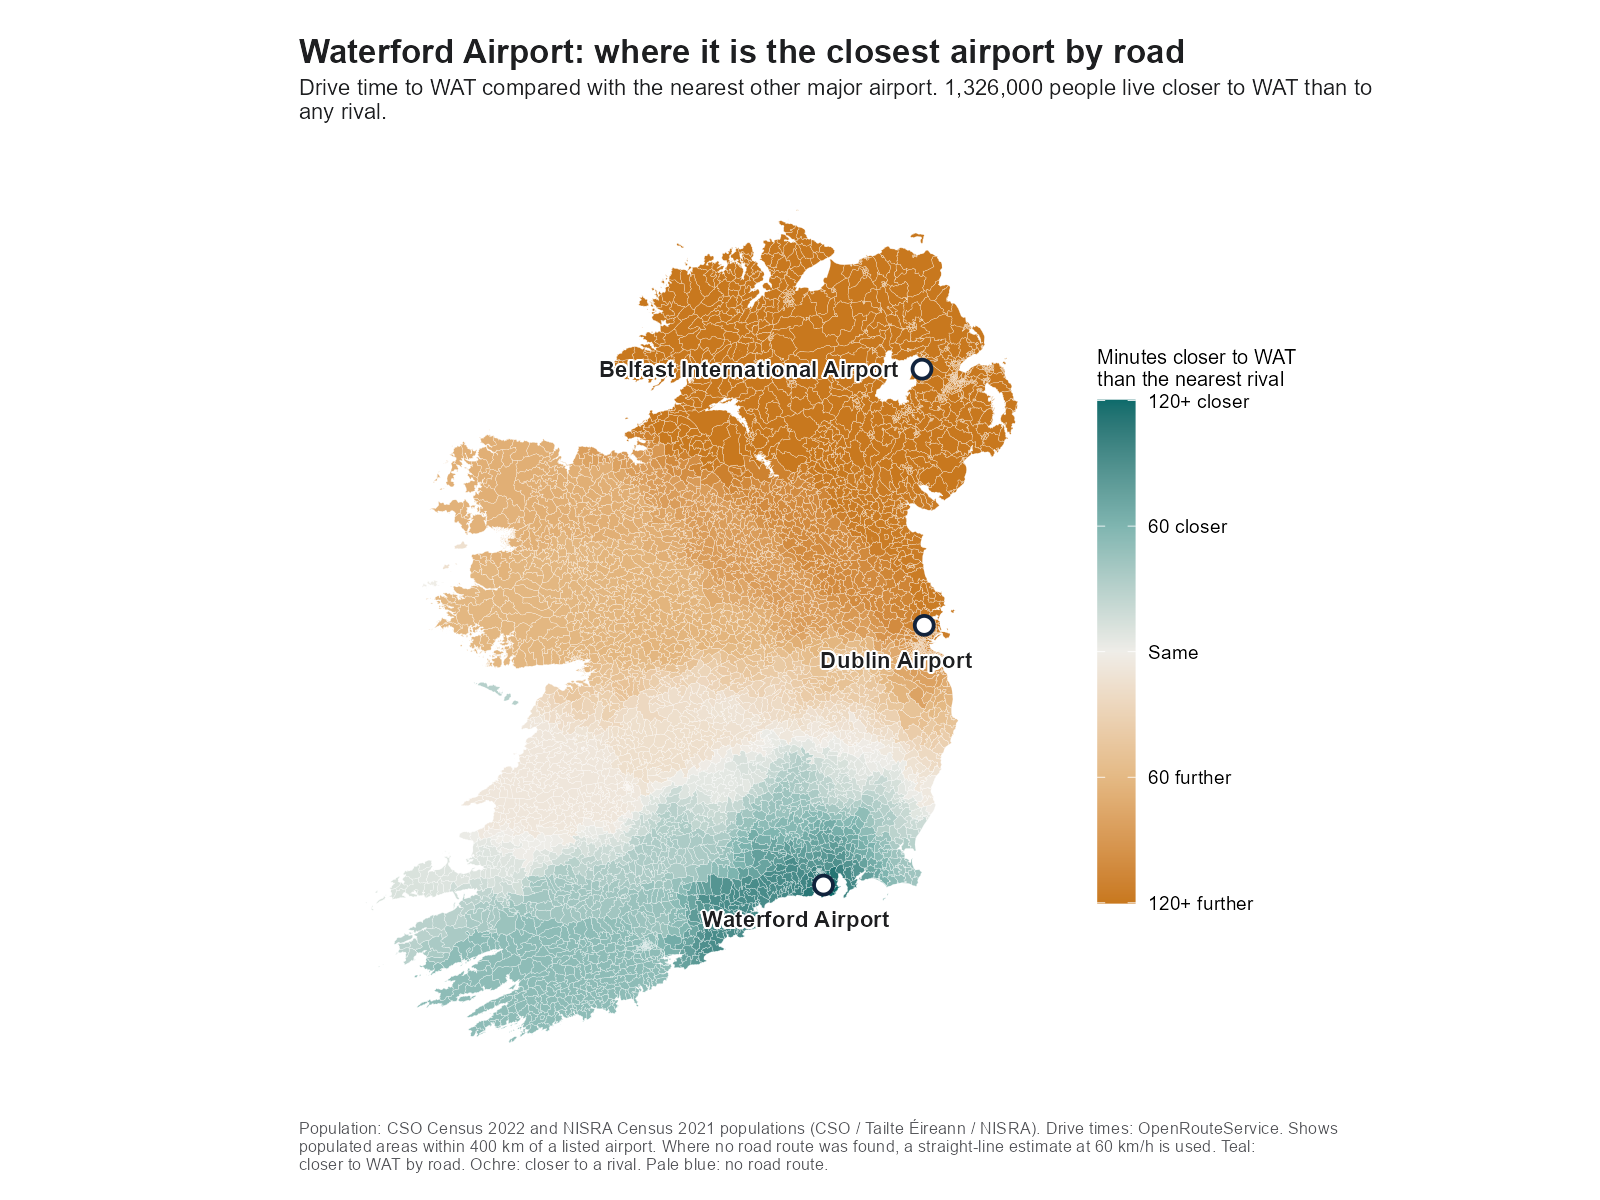 Waterford Airport: where it is the closest airport by road
Drive time to WAT compared with the nearest other major airport. 1,326,000 people live closer to WAT than to
any rival.
Belfast International Airport
Minutes closer to WAT
than the nearest rival
120+ closer
60 closer
Same
60 further
120+ further
Dublin Airport
Waterford Airport
Population: CSO Census 2022 and NISRA Census 2021 populations (CSO / Tailte Éireann / NISRA). Drive times: OpenRouteService. Shows
populated areas within 400 km of a listed airport. Where no road route was found, a straight-line estimate at 60 km/h is used. Teal:
closer to WAT by road. Ochre: closer to a rival. Pale blue: no road route.